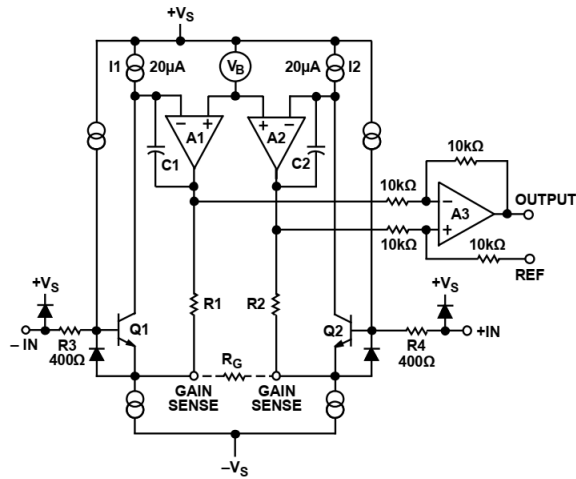 +VS
I1
20µA
VB
20µA
I2
A1
A2
C1
C2
10kΩ
10kΩ
A3
OUTPUT
10kΩ
10kΩ
REF
+VS
+VS
R1
R2
Q1
Q2
– IN
R3
400Ω
R4
400Ω
+IN
RG
GAIN
SENSE
GAIN
SENSE
–VS